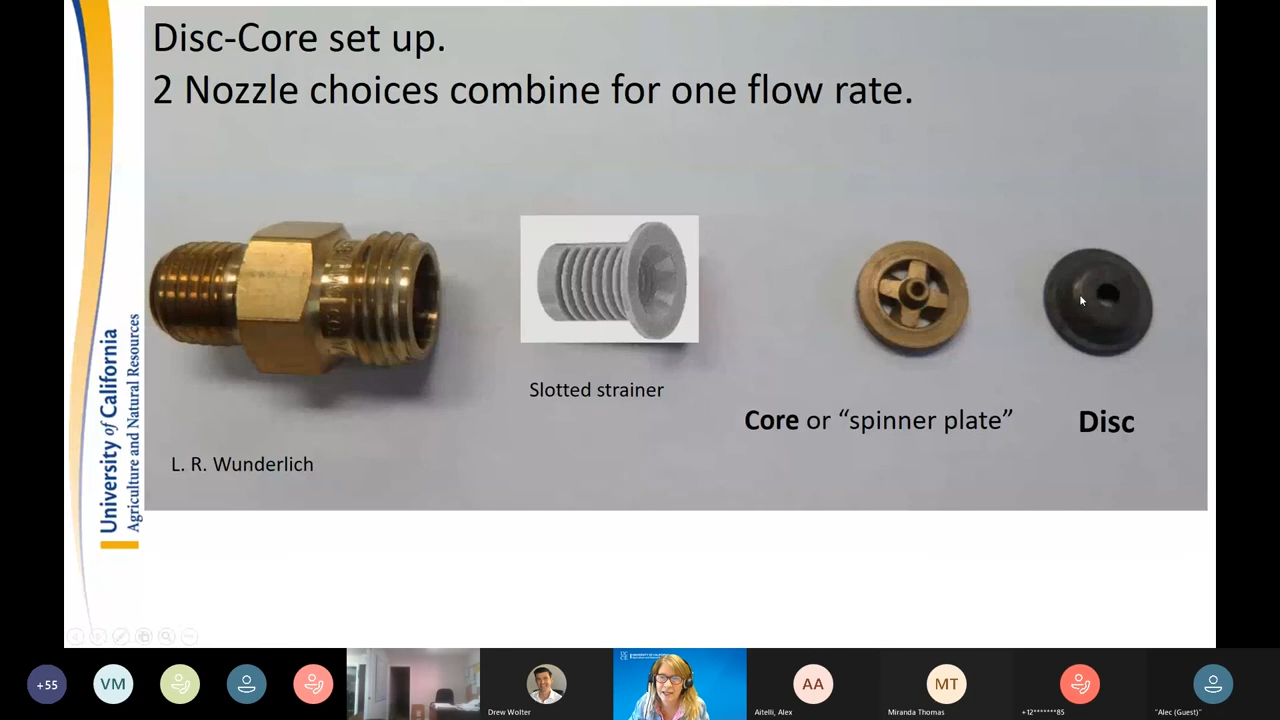 Disc-Core set up.
2 Nozzle choices combine for one flow rate.
Slotted strainer
Core or “spinner plate”
Disc
L. R. Wunderlich
University of California
Agriculture and Natural Resources
+55
VM
Drew Wolter
AA
Aitelli, Alex
MT
Miranda Thomas
+12*******85
"Alec (Guest)"